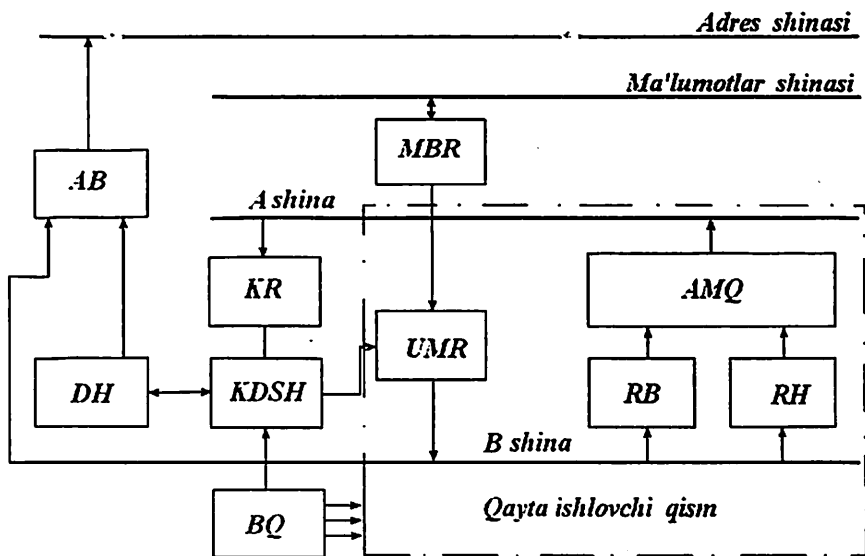 Adres shinasi
Ma'lumotlar shinasi
MBR
AB
A shina
KR
AMQ
UMR
DH
KDSH
RB
RH
B shina
BQ
Qayta ishlovchi qism